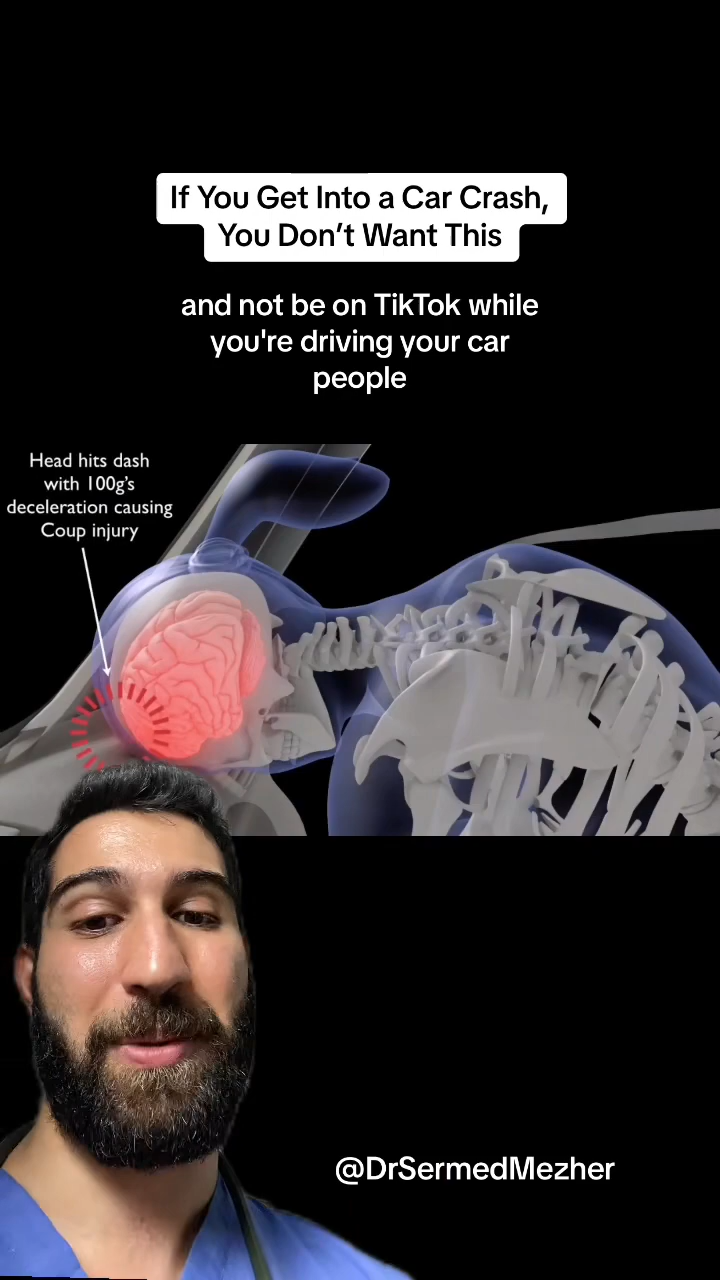 If You Get Into a Car Crash,
You Don’t Want This
and not be on TikTok while
you're driving your car
people
Head hits dash
with 100g's
deceleration causing
Coup injury
@DrSermedMezher